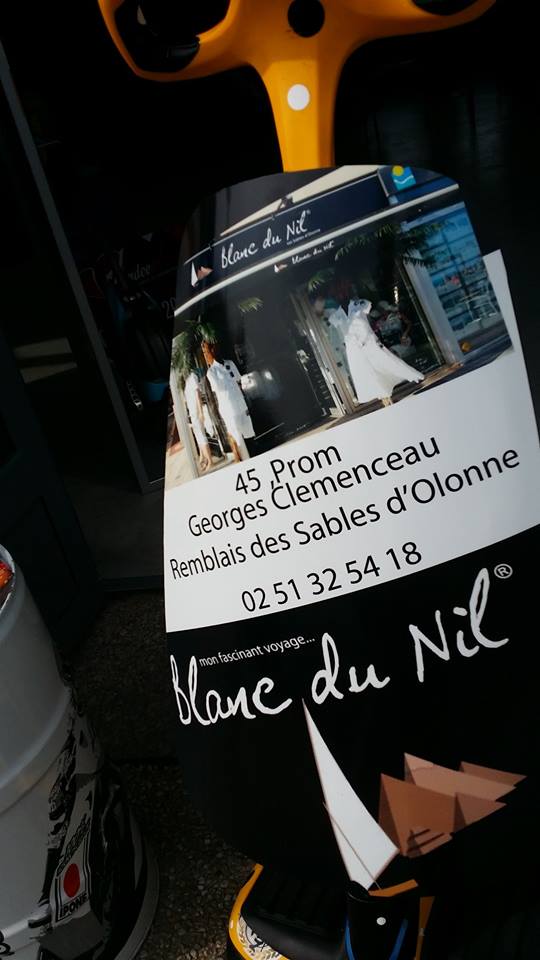 Blanc du Nil
blanc du Nil
45 ,Prom
Georges Clemenceau
Remblais des Sables d'Olonne
02 51 32 54 18
mon fascinant voyage...
Blanc du Nil ®
IPONE